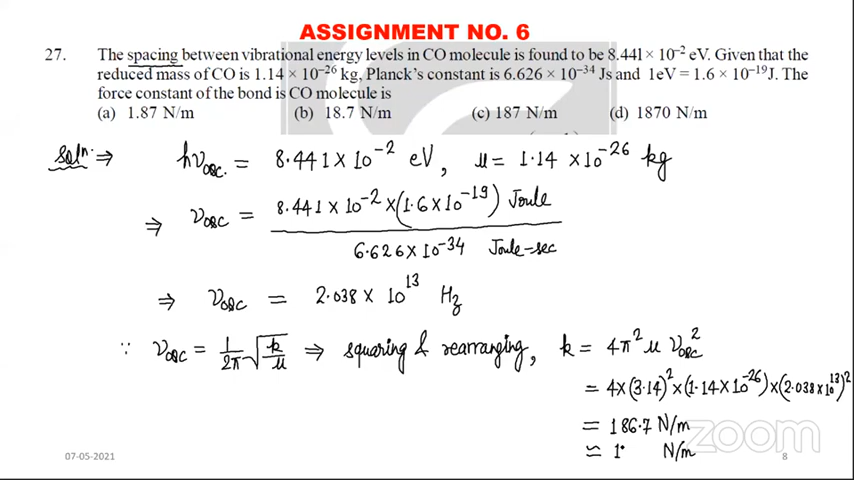 ASSIGNMENT NO. 6
27. The spacing between vibrational energy levels in CO molecule is found to be 8.441 × 10⁻² eV. Given that the
reduced mass of CO is 1.14 × 10⁻²⁶ kg, Planck's constant is 6.626 × 10⁻³⁴ Js and 1eV = 1.6 × 10⁻¹⁹J. The
force constant of the bond is CO molecule is
(a) 1.87 N/m (b) 18.7 N/m (c) 187 N/m (d) 1870 N/m
Solⁿ. ⇒ hν_osc. = 8.441 × 10⁻² eV, μ = 1.14 × 10⁻²⁶ kg
⇒ ν_osc = 8.441 × 10⁻² × (1.6 × 10⁻¹⁹) Joule
6.626 × 10⁻³⁴ Joule-sec
⇒ ν_osc = 2.038 × 10¹³ Hz
∵ ν_osc = 1/2π √k/μ ⇒ squaring & rearranging, k = 4π² μ ν_osc²
= 4×(3.14)²×(1.14×10⁻²⁶)×(2.038×10¹³)²
= 186.7 N/m
≃ 1 N/m
zoom
07-05-2021
8